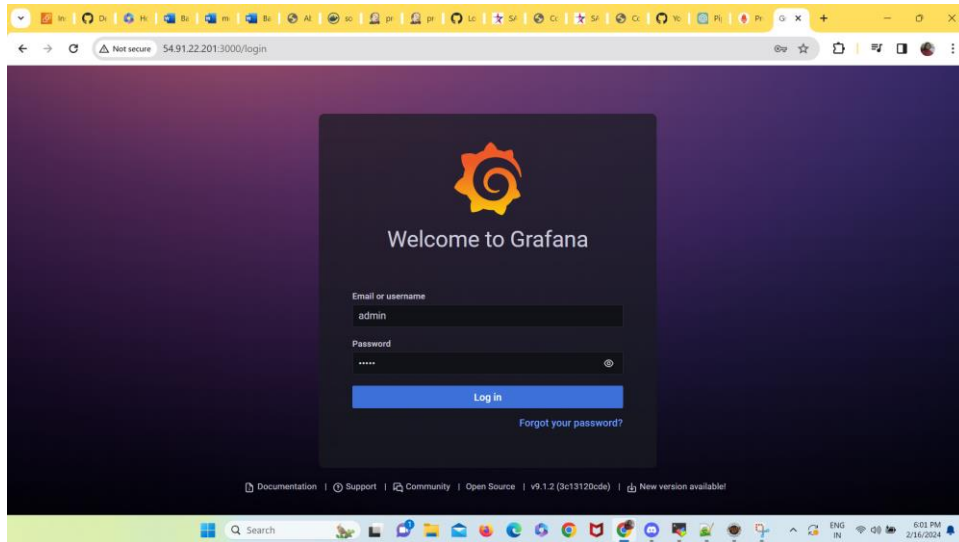 Not secure 54.91.22.201:3000/login
Welcome to Grafana
Email or username
admin
Password
•••••
Log in
Forgot your password?
Documentation | Support | Community | Open Source | v9.1.2 (3c13120cde) | New version available!
Search
ENG
IN
6:01 PM
2/16/2024